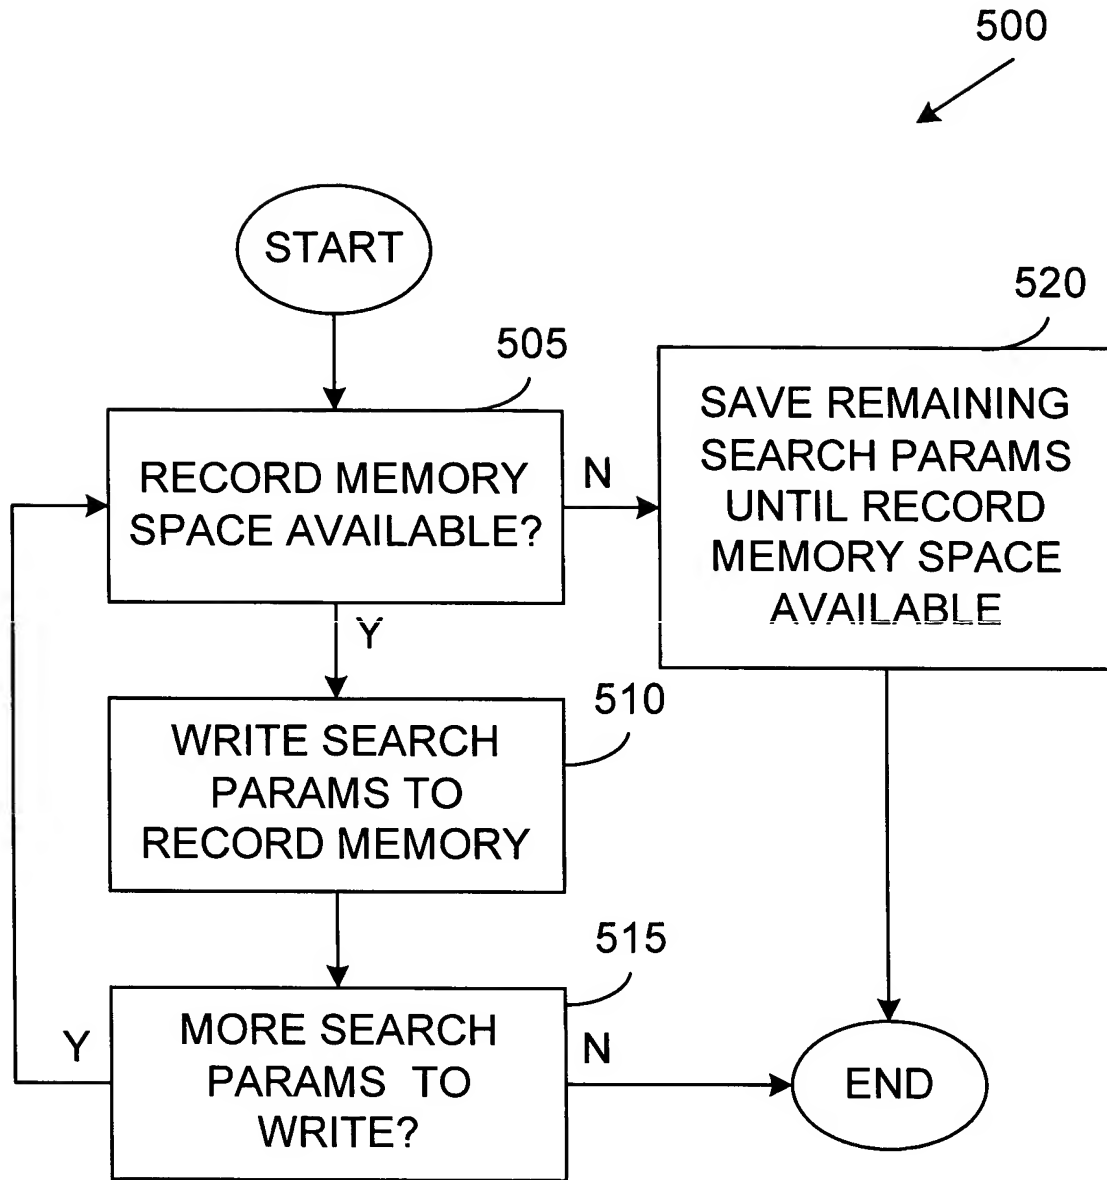 500
START
505
520
RECORD MEMORY
SPACE AVAILABLE?
N
SAVE REMAINING
SEARCH PARAMS
UNTIL RECORD
MEMORY SPACE
AVAILABLE
Y
510
WRITE SEARCH
PARAMS TO
RECORD MEMORY
515
Y
MORE SEARCH
PARAMS TO
WRITE?
N
END